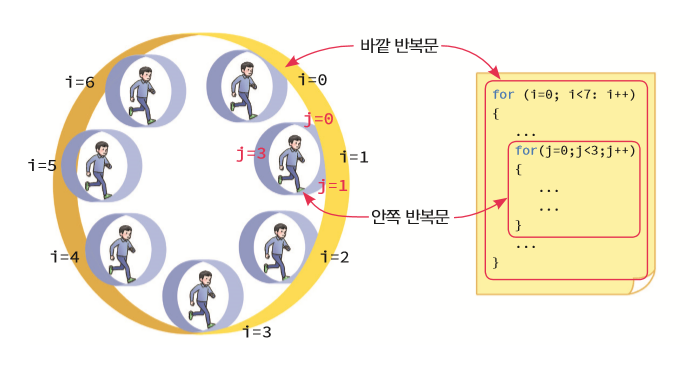 바깥 반복문
i=6
i=0
j=0
j=3
i=1
i=5
j=1
안쪽 반복문
i=4
i=2
i=3
for (i=0; i<7: i++)
{
...
for(j=0;j<3;j++)
{
...
...
}
...
}